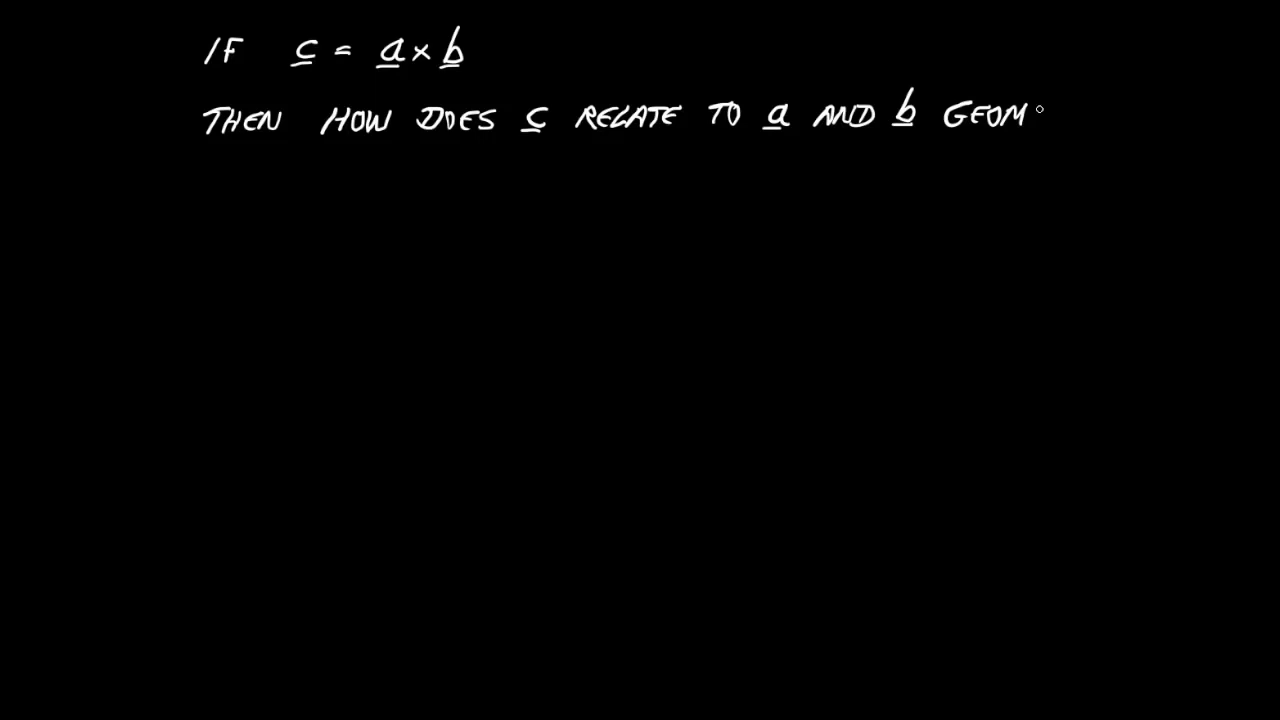 IF c = a × b
THEN HOW DOES c RELATE TO a AND b GEOM